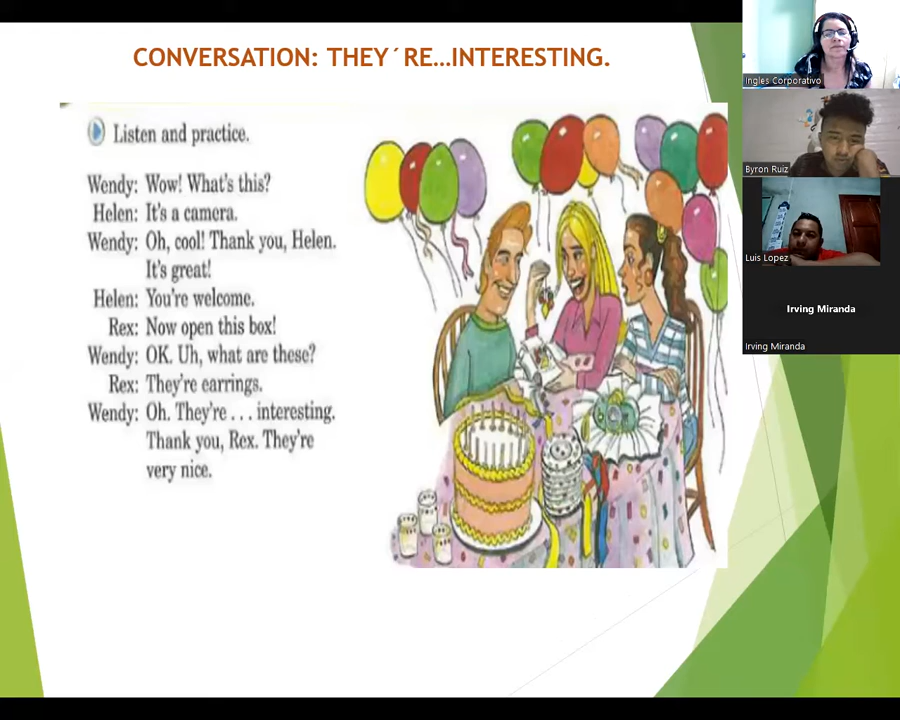 CONVERSATION: THEY´RE...INTERESTING.
Listen and practice.
Wendy: Wow! What's this?
Helen: It's a camera.
Wendy: Oh, cool! Thank you, Helen.
It's great!
Helen: You're welcome.
Rex: Now open this box!
Wendy: OK. Uh, what are these?
Rex: They're earrings.
Wendy: Oh. They're . . . interesting.
Thank you, Rex. They're
very nice.
Ingles Corporativo
Byron Ruiz
Luis Lopez
Irving Miranda
Irving Miranda